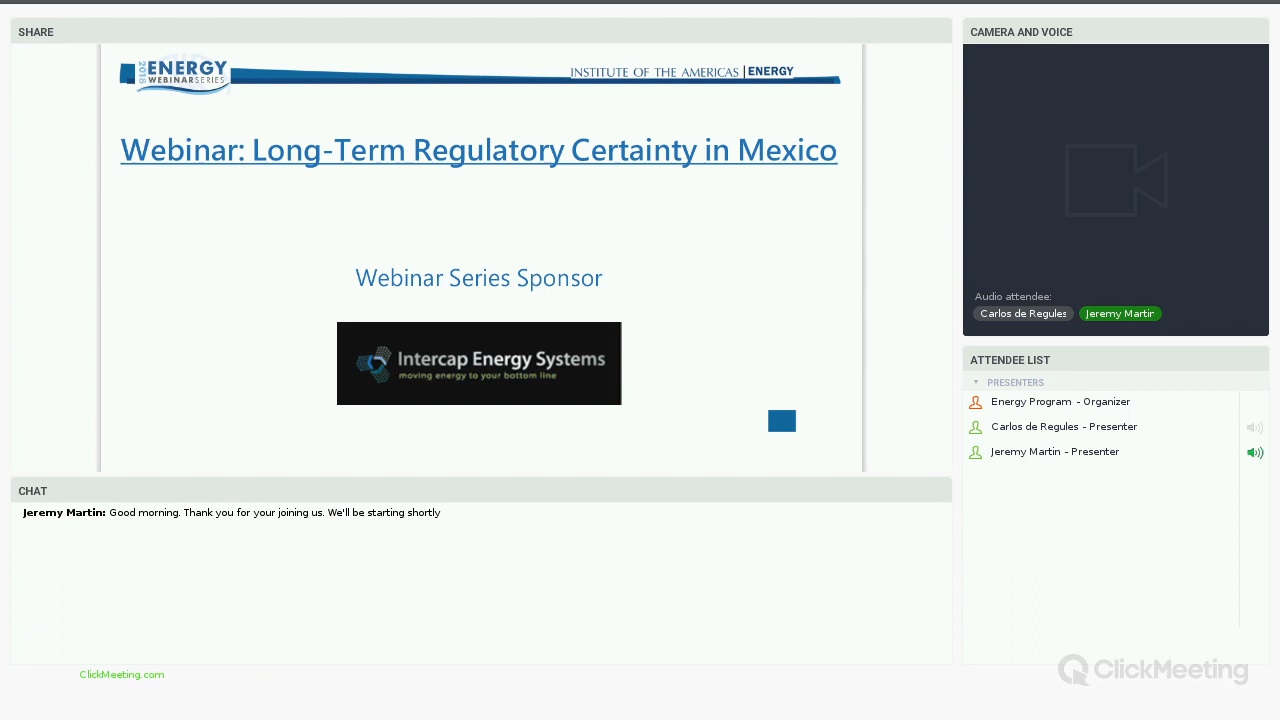 SHARE
2018 ENERGY
WEBINARSERIES
INSTITUTE OF THE AMERICAS | ENERGY
Webinar: Long-Term Regulatory Certainty in Mexico
Webinar Series Sponsor
Intercap Energy Systems
moving energy to your bottom line
CHAT
Jeremy Martin: Good morning. Thank you for your joining us. We'll be starting shortly
ClickMeeting.com
CAMERA AND VOICE
Audio attendee:
Carlos de Regules Jeremy Martin
ATTENDEE LIST
PRESENTERS
Energy Program - Organizer
Carlos de Regules - Presenter
Jeremy Martin - Presenter
ClickMeeting